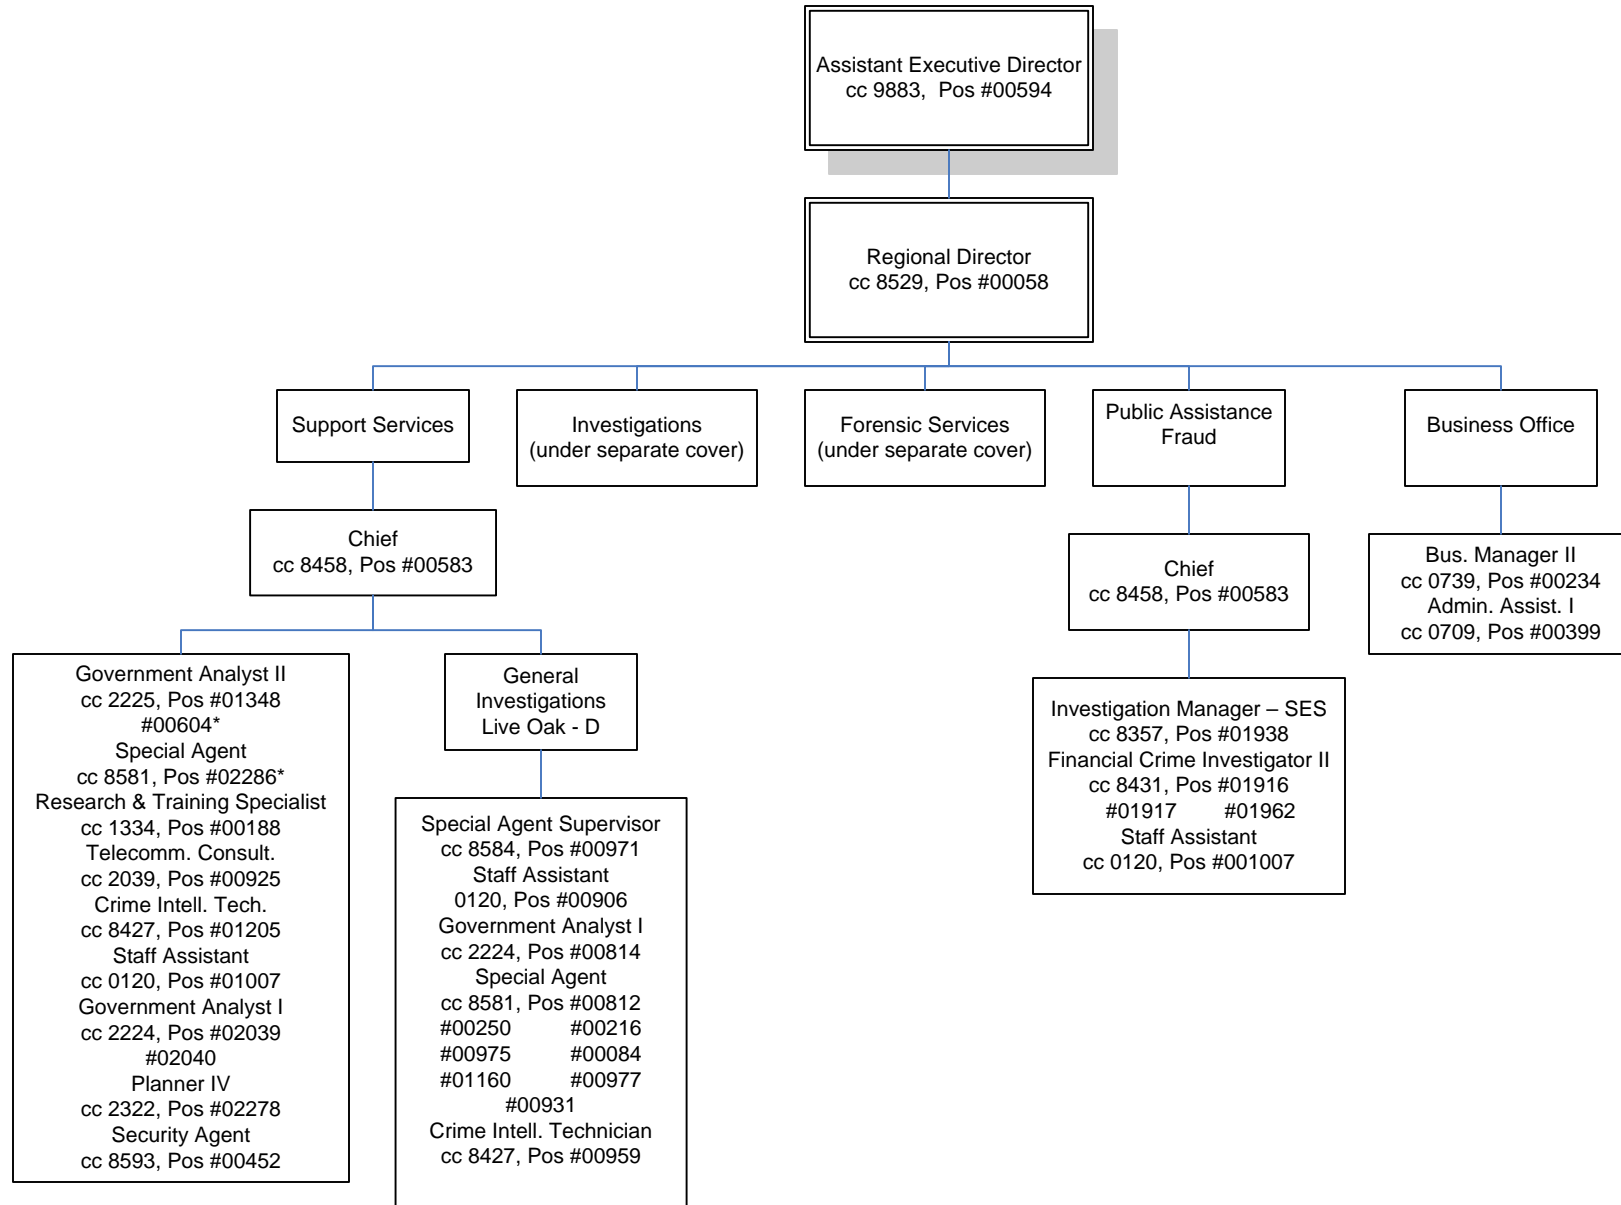 Assistant Executive Director
cc 9883, Pos #00594
Regional Director
cc 8529, Pos #00058
Support Services
Investigations
(under separate cover)
Forensic Services
(under separate cover)
Public Assistance
Fraud
Business Office
Chief
cc 8458, Pos #00583
Chief
cc 8458, Pos #00583
Bus. Manager II
cc 0739, Pos #00234
Admin. Assist. I
cc 0709, Pos #00399
Government Analyst II
cc 2225, Pos #01348
#00604*
Special Agent
cc 8581, Pos #02286*
Research & Training Specialist
cc 1334, Pos #00188
Telecomm. Consult.
cc 2039, Pos #00925
Crime Intell. Tech.
cc 8427, Pos #01205
Staff Assistant
cc 0120, Pos #01007
Government Analyst I
cc 2224, Pos #02039
#02040
Planner IV
cc 2322, Pos #02278
Security Agent
cc 8593, Pos #00452
General
Investigations
Live Oak - D
Special Agent Supervisor
cc 8584, Pos #00971
Staff Assistant
0120, Pos #00906
Government Analyst I
cc 2224, Pos #00814
Special Agent
cc 8581, Pos #00812
#00250 #00216
#00975 #00084
#01160 #00977
#00931
Crime Intell. Technician
cc 8427, Pos #00959
Investigation Manager – SES
cc 8357, Pos #01938
Financial Crime Investigator II
cc 8431, Pos #01916
#01917 #01962
Staff Assistant
cc 0120, Pos #001007